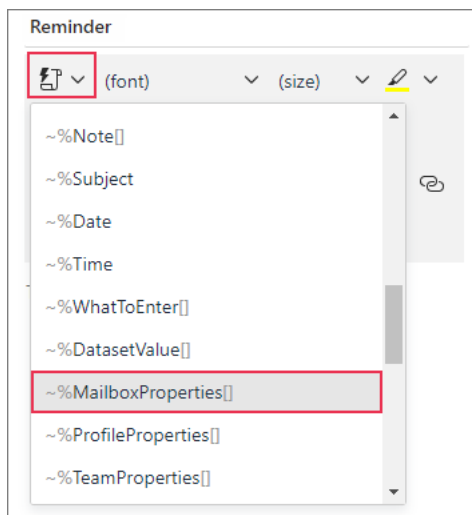 Reminder
(font) (size)
~%Note[]
~%Subject
~%Date
~%Time
~%WhatToEnter[]
~%DatasetValue[]
~%MailboxProperties[]
~%ProfileProperties[]
~%TeamProperties[]